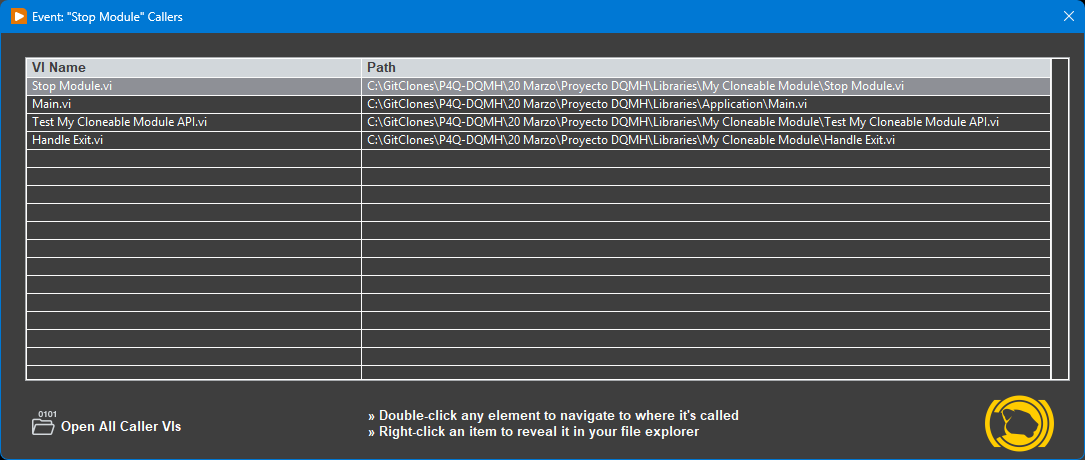 Event: "Stop Module" Callers
VI Name Path
Stop Module.vi C:\GitClones\P4Q-DQMH\20 Marzo\Proyecto DQMH\Libraries\My Cloneable Module\Stop Module.vi
Main.vi C:\GitClones\P4Q-DQMH\20 Marzo\Proyecto DQMH\Libraries\Application\Main.vi
Test My Cloneable Module API.vi C:\GitClones\P4Q-DQMH\20 Marzo\Proyecto DQMH\Libraries\My Cloneable Module\Test My Cloneable Module API.vi
Handle Exit.vi C:\GitClones\P4Q-DQMH\20 Marzo\Proyecto DQMH\Libraries\My Cloneable Module\Handle Exit.vi
0101
Open All Caller VIs
» Double-click any element to navigate to where it's called
» Right-click an item to reveal it in your file explorer